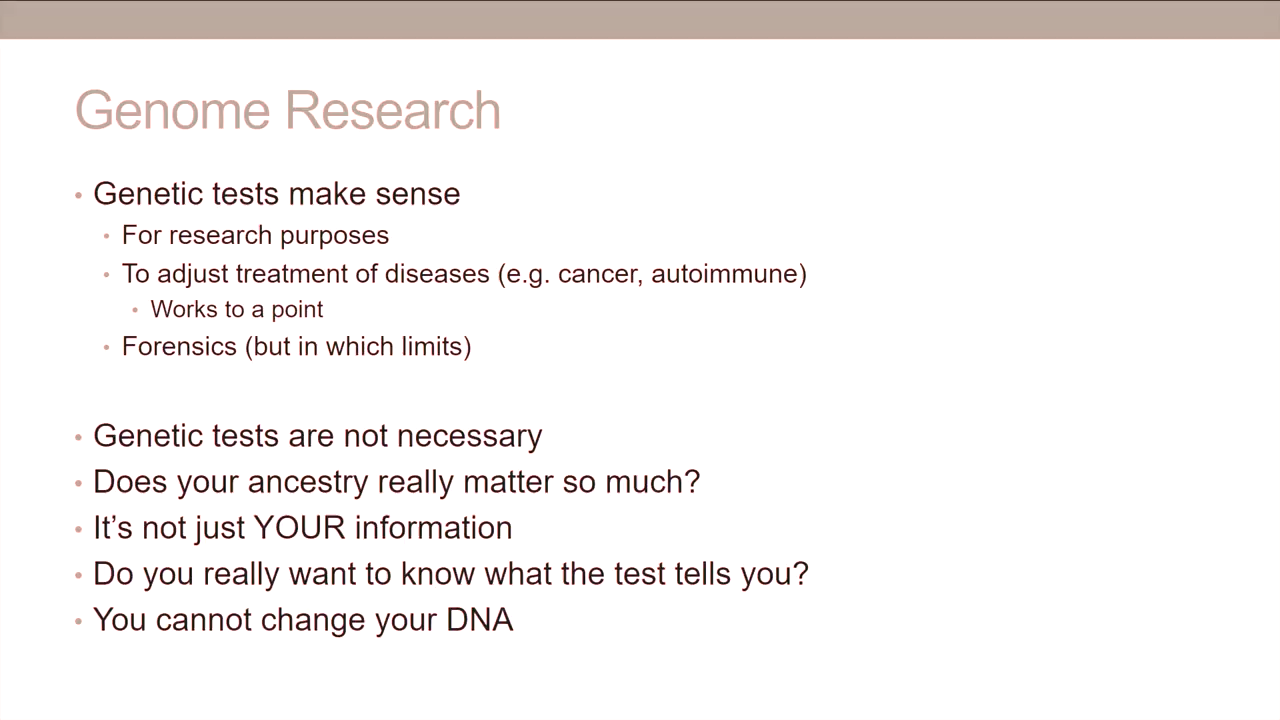 Genome Research
• Genetic tests make sense
• For research purposes
• To adjust treatment of diseases (e.g. cancer, autoimmune)
• Works to a point
• Forensics (but in which limits)
• Genetic tests are not necessary
• Does your ancestry really matter so much?
• It’s not just YOUR information
• Do you really want to know what the test tells you?
• You cannot change your DNA